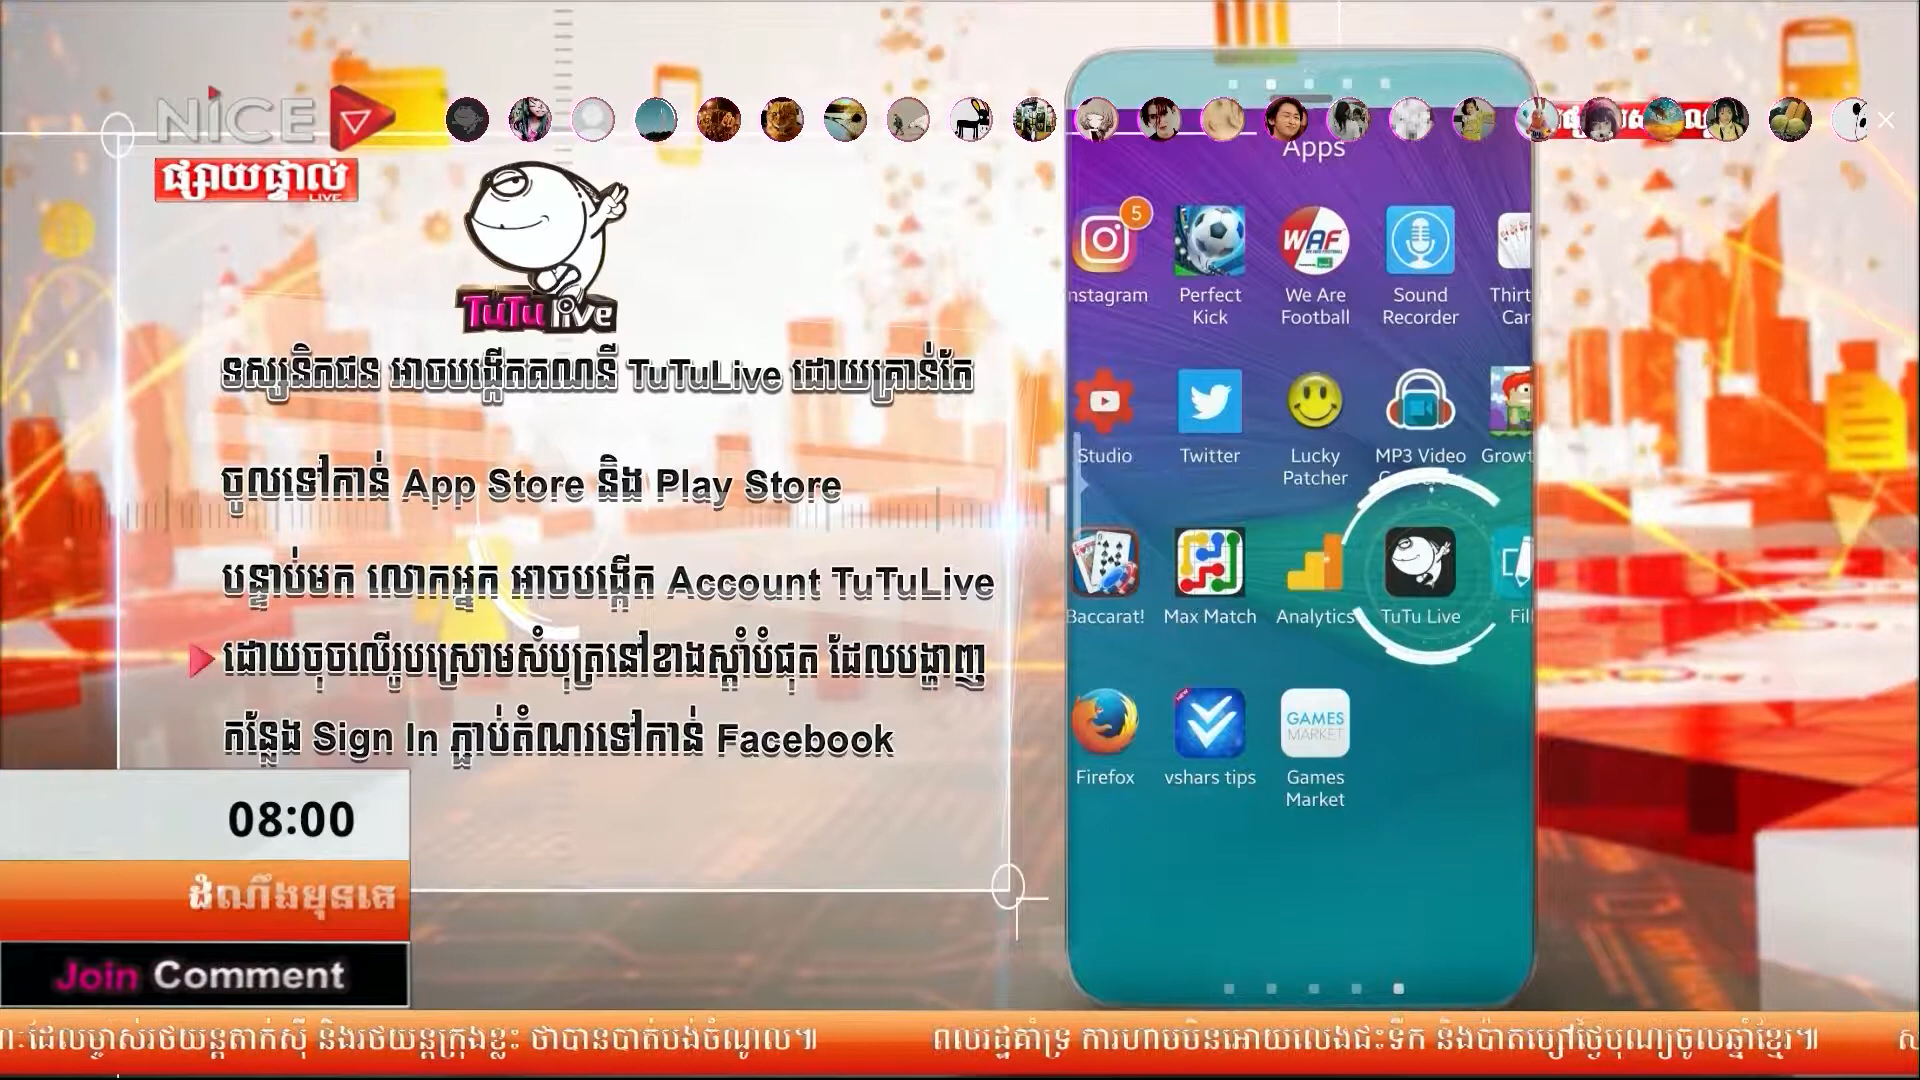 NiCE
ផ្សាយផ្ទាល់
LIVE
TuTu live
ទស្សនិកជន អាចបង្កើតគណនី TuTuLive ដោយគ្រាន់តែ
ចូលទៅកាន់ App Store និង Play Store
បន្ទាប់មក លោកអ្នក អាចបង្កើត Account TuTuLive
ដោយចុចលើរូបស្រោមសំបុត្រនៅខាងស្តាំបំផុត ដែលបង្ហាញ
កន្លែង Sign In ភ្ជាប់តំណរទៅកាន់ Facebook
Apps
5
WAF
nstagram
Perfect Kick
We Are Football
Sound Recorder
Studio
Twitter
Lucky Patcher
MP3 Video
Growt
Baccarat!
Max Match
Analytics
TuTu Live
GAMES MARKET
Firefox
vshars tips
Games Market
08:00
ដំណឹងមុនគេ
Join Comment
ដែលម្ចាស់រថយន្តតាក់ស៊ី និងរថយន្តក្រុងខ្លះ ថាបានបាត់បង់ចំណូល៕
ពលរដ្ឋគាំទ្រ ការហាមមិនអោយលេងជះទឹក និងប៉ាតម្សៅថ្ងៃបុណ្យចូលឆ្នាំខ្មែរ៕